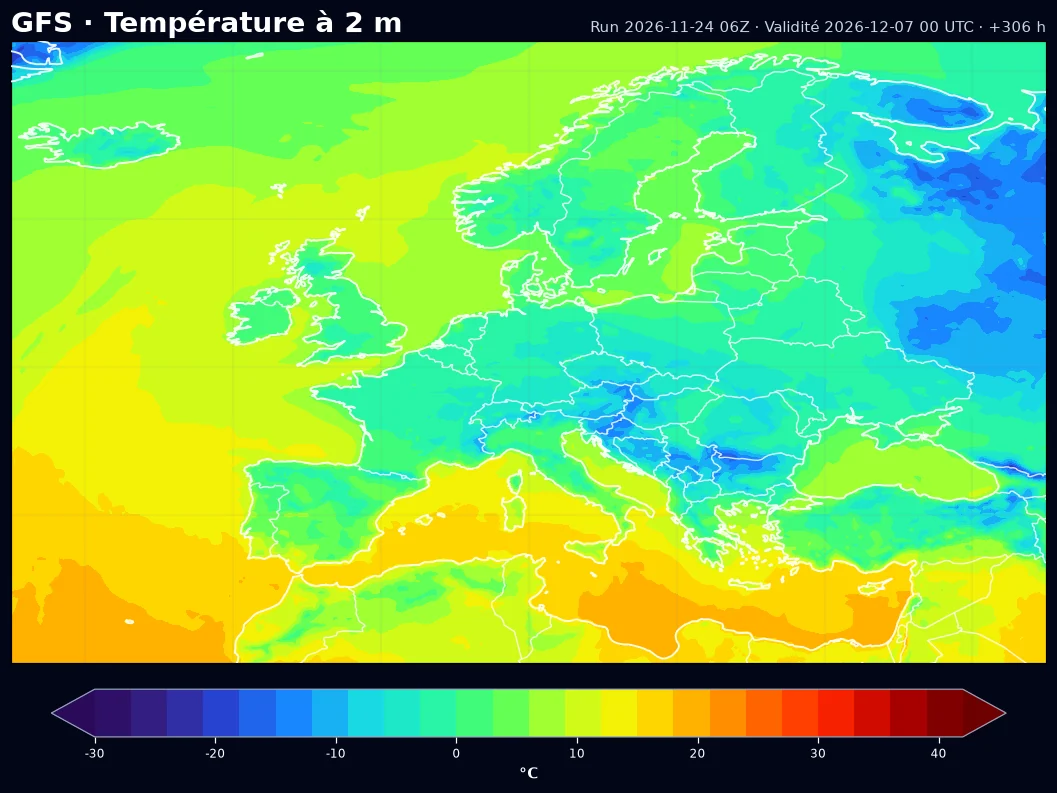 GFS · Température à 2 m
Run 2026-11-24 06Z · Validité 2026-12-07 00 UTC · +306 h
-30 -20 -10 0 10 20 30 40
°C